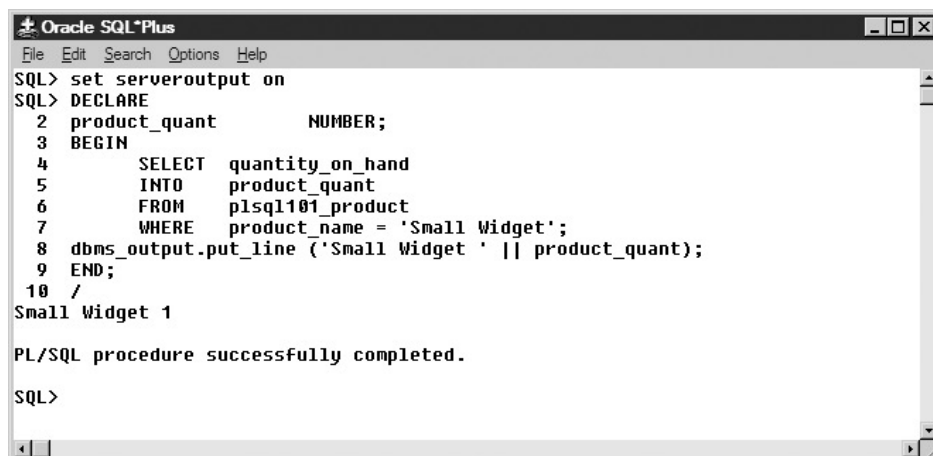 Oracle SQL*Plus
File Edit Search Options Help
SQL> set serveroutput on
SQL> DECLARE
  2  product_quant        NUMBER;
  3  BEGIN
  4        SELECT  quantity_on_hand
  5        INTO    product_quant
  6        FROM    plsql101_product
  7        WHERE   product_name = 'Small Widget';
  8  dbms_output.put_line ('Small Widget ' || product_quant);
  9  END;
 10  /
Small Widget 1
PL/SQL procedure successfully completed.
SQL>